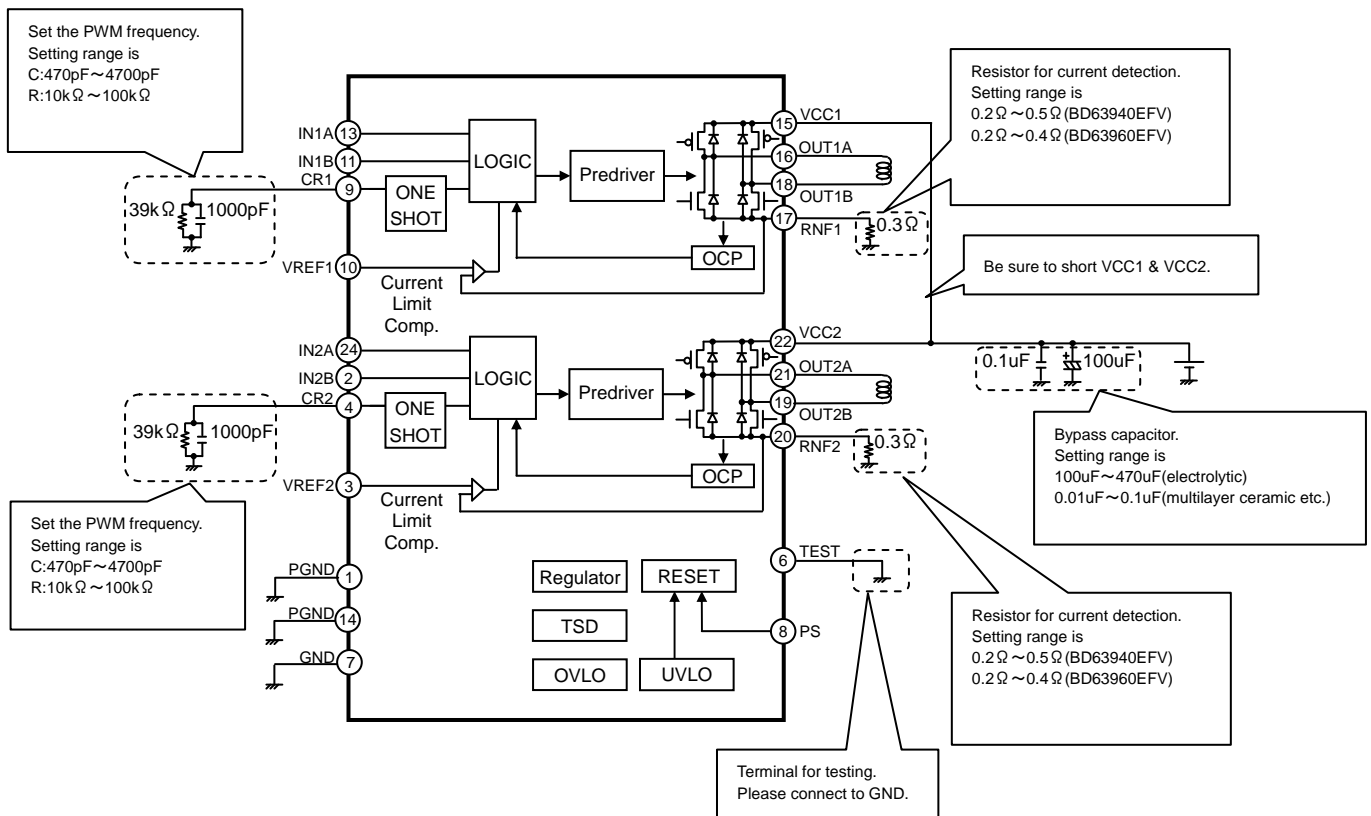 Set the PWM frequency.
Setting range is
C:470pF～4700pF
R:10kΩ～100kΩ
Resistor for current detection.
Setting range is
0.2Ω～0.5Ω(BD63940EFV)
0.2Ω～0.4Ω(BD63960EFV)
IN1A 13
IN1B 11
CR1 9
39kΩ 1000pF
VREF1 10
LOGIC
ONE
SHOT
Predriver
Current
Limit
Comp.
OCP
15 VCC1
16 OUT1A
18 OUT1B
17 RNF1
0.3Ω
Be sure to short VCC1 & VCC2.
IN2A 24
IN2B 2
CR2 4
39kΩ 1000pF
VREF2 3
LOGIC
ONE
SHOT
Predriver
Current
Limit
Comp.
OCP
22 VCC2
21 OUT2A
19 OUT2B
20 RNF2
0.3Ω
0.1uF + 100uF
Bypass capacitor.
Setting range is
100uF～470uF(electrolytic)
0.01uF～0.1uF(multilayer ceramic etc.)
Set the PWM frequency.
Setting range is
C:470pF～4700pF
R:10kΩ～100kΩ
PGND 1
PGND 14
GND 7
Regulator RESET
TSD
OVLO UVLO
6 TEST
8 PS
Resistor for current detection.
Setting range is
0.2Ω～0.5Ω(BD63940EFV)
0.2Ω～0.4Ω(BD63960EFV)
Terminal for testing.
Please connect to GND.